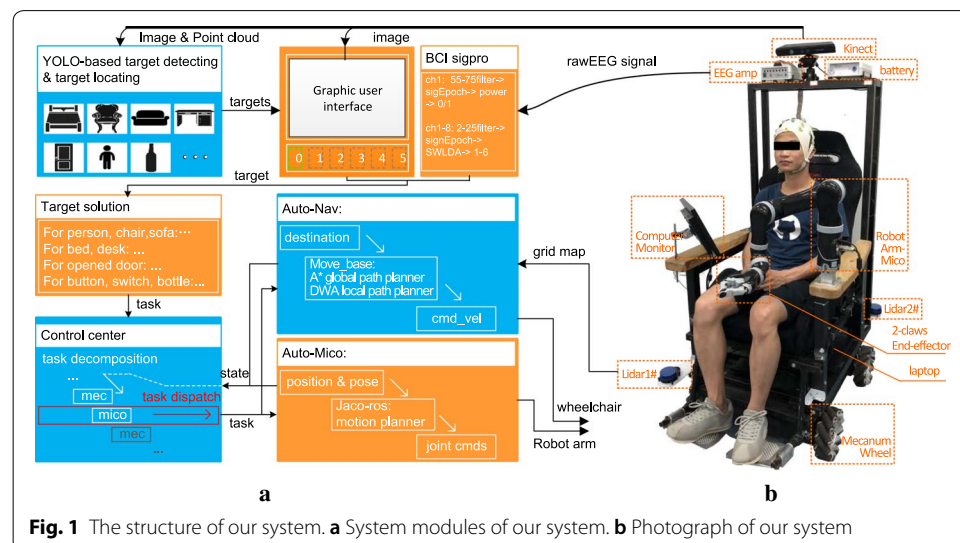 Image & Point cloud
image
YOLO-based target detecting
& target locating
targets
Graphic user
interface
0 1 2 3 4 5
BCI sigpro
ch1: 55-75filter->
sigEpoch-> power
-> 0/1
ch1-8: 2-25filter->
signEpoch->
SWLDA-> 1-6
rawEEG signal
target
Target solution
For person, chair,sofa:...
For bed, desk: ...
For opened door: ...
For button, switch, bottle:...
task
Control center
task decomposition
...
mec
task dispatch
mico
mec
...
state
task
Auto-Nav:
destination
Move_base:
A* global path planner
DWA local path planner
cmd_vel
grid map
Auto-Mico:
position & pose
Jaco-ros:
motion planner
joint cmds
wheelchair
Robot arm
a
Kinect
EEG amp
battery
Computer
Monitor
Robot
Arm-
Mico
Lidar2#
2-claws
End-effector
Lidar1#
laptop
Mecanum
Wheel
b
Fig. 1 The structure of our system. a System modules of our system. b Photograph of our system